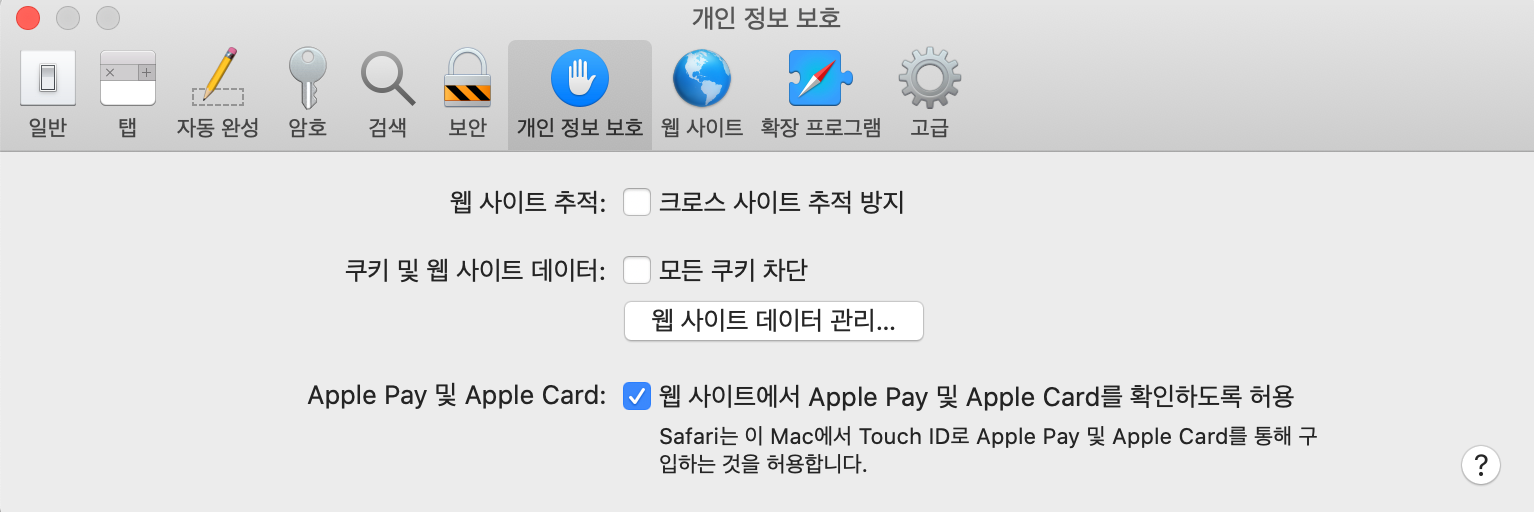 개인 정보 보호
일반 탭 자동 완성 암호 검색 보안 개인 정보 보호 웹 사이트 확장 프로그램 고급
웹 사이트 추적: 크로스 사이트 추적 방지
쿠키 및 웹 사이트 데이터: 모든 쿠키 차단
웹 사이트 데이터 관리...
Apple Pay 및 Apple Card: 웹 사이트에서 Apple Pay 및 Apple Card를 확인하도록 허용
Safari는 이 Mac에서 Touch ID로 Apple Pay 및 Apple Card를 통해 구
입하는 것을 허용합니다.
?